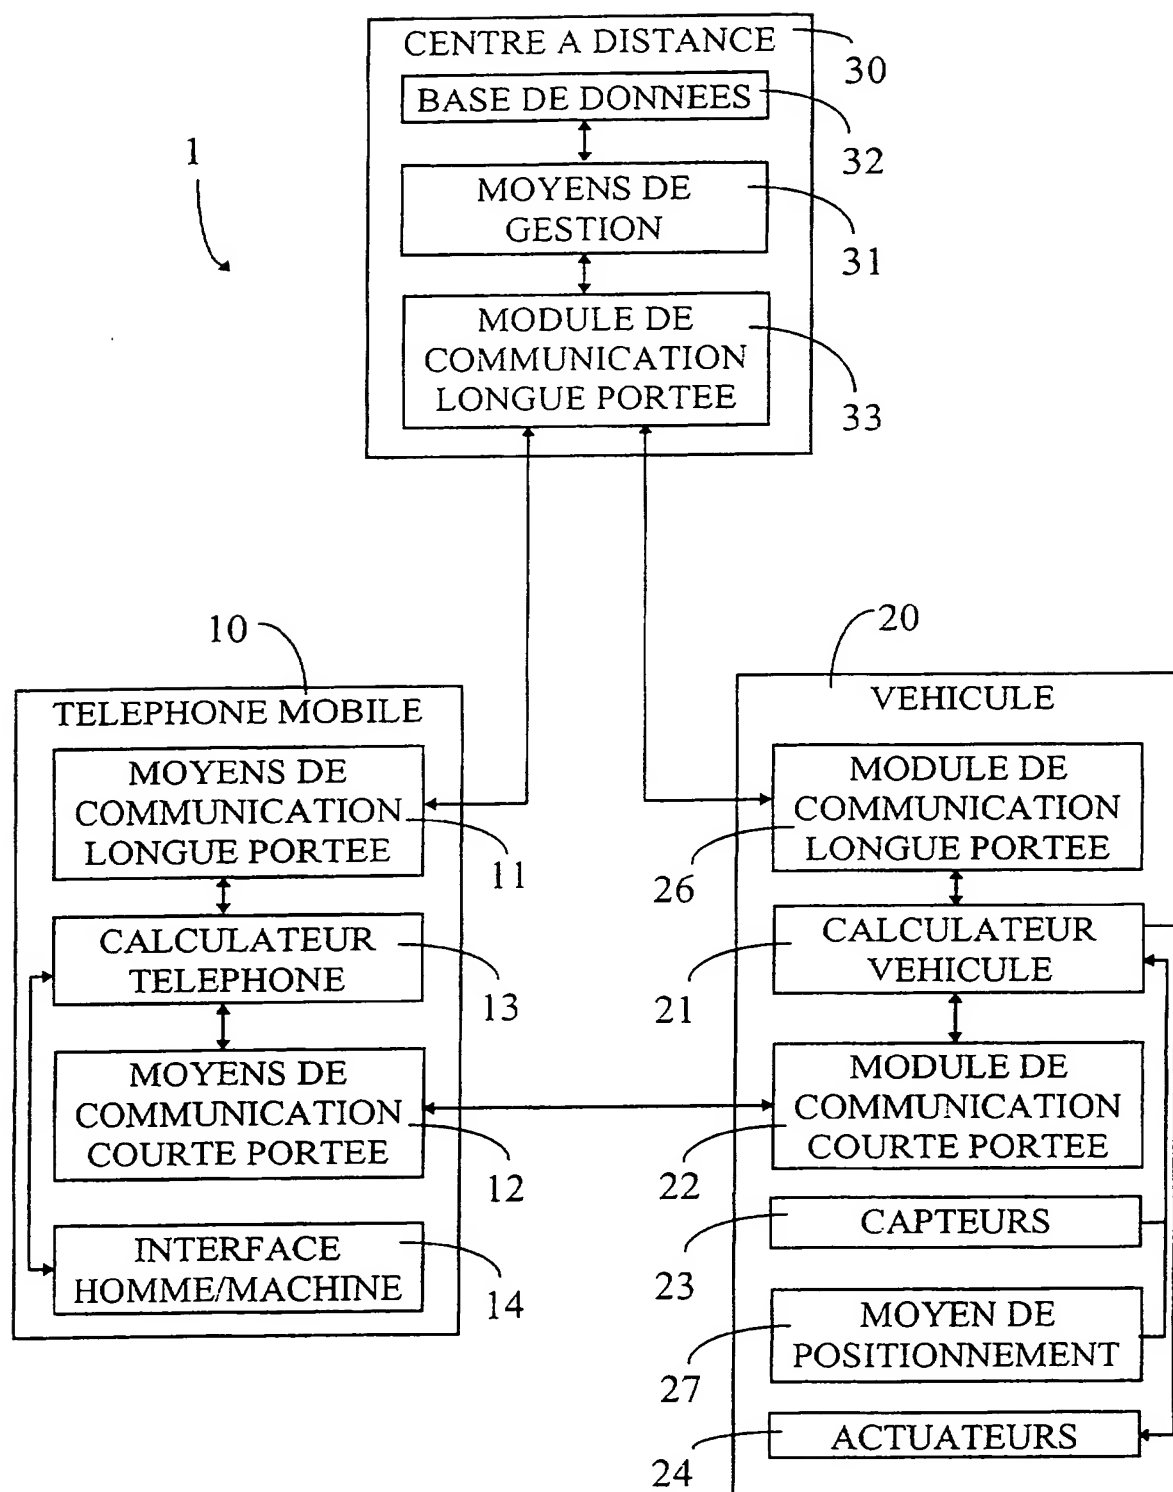 CENTRE A DISTANCE
30
BASE DE DONNEES
32
1
MOYENS DE
GESTION
31
MODULE DE
COMMUNICATION
LONGUE PORTEE
33
10
TELEPHONE MOBILE
MOYENS DE
COMMUNICATION
LONGUE PORTEE
11
CALCULATEUR
TELEPHONE
13
MOYENS DE
COMMUNICATION
COURTE PORTEE
12
INTERFACE
HOMME/MACHINE
14
20
VEHICULE
MODULE DE
COMMUNICATION
LONGUE PORTEE
26
CALCULATEUR
VEHICULE
21
MODULE DE
COMMUNICATION
COURTE PORTEE
22
CAPTEURS
23
MOYEN DE
POSITIONNEMENT
27
ACTUATEURS
24